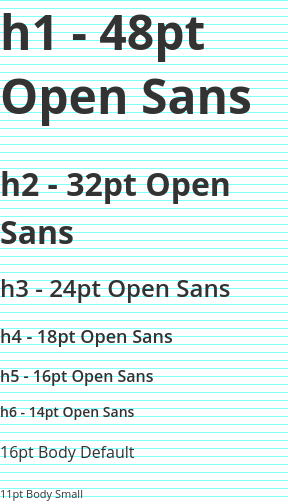 h1 - 48pt
Open Sans
h2 - 32pt Open
Sans
h3 - 24pt Open Sans
h4 - 18pt Open Sans
h5 - 16pt Open Sans
h6 - 14pt Open Sans
16pt Body Default
11pt Body Small